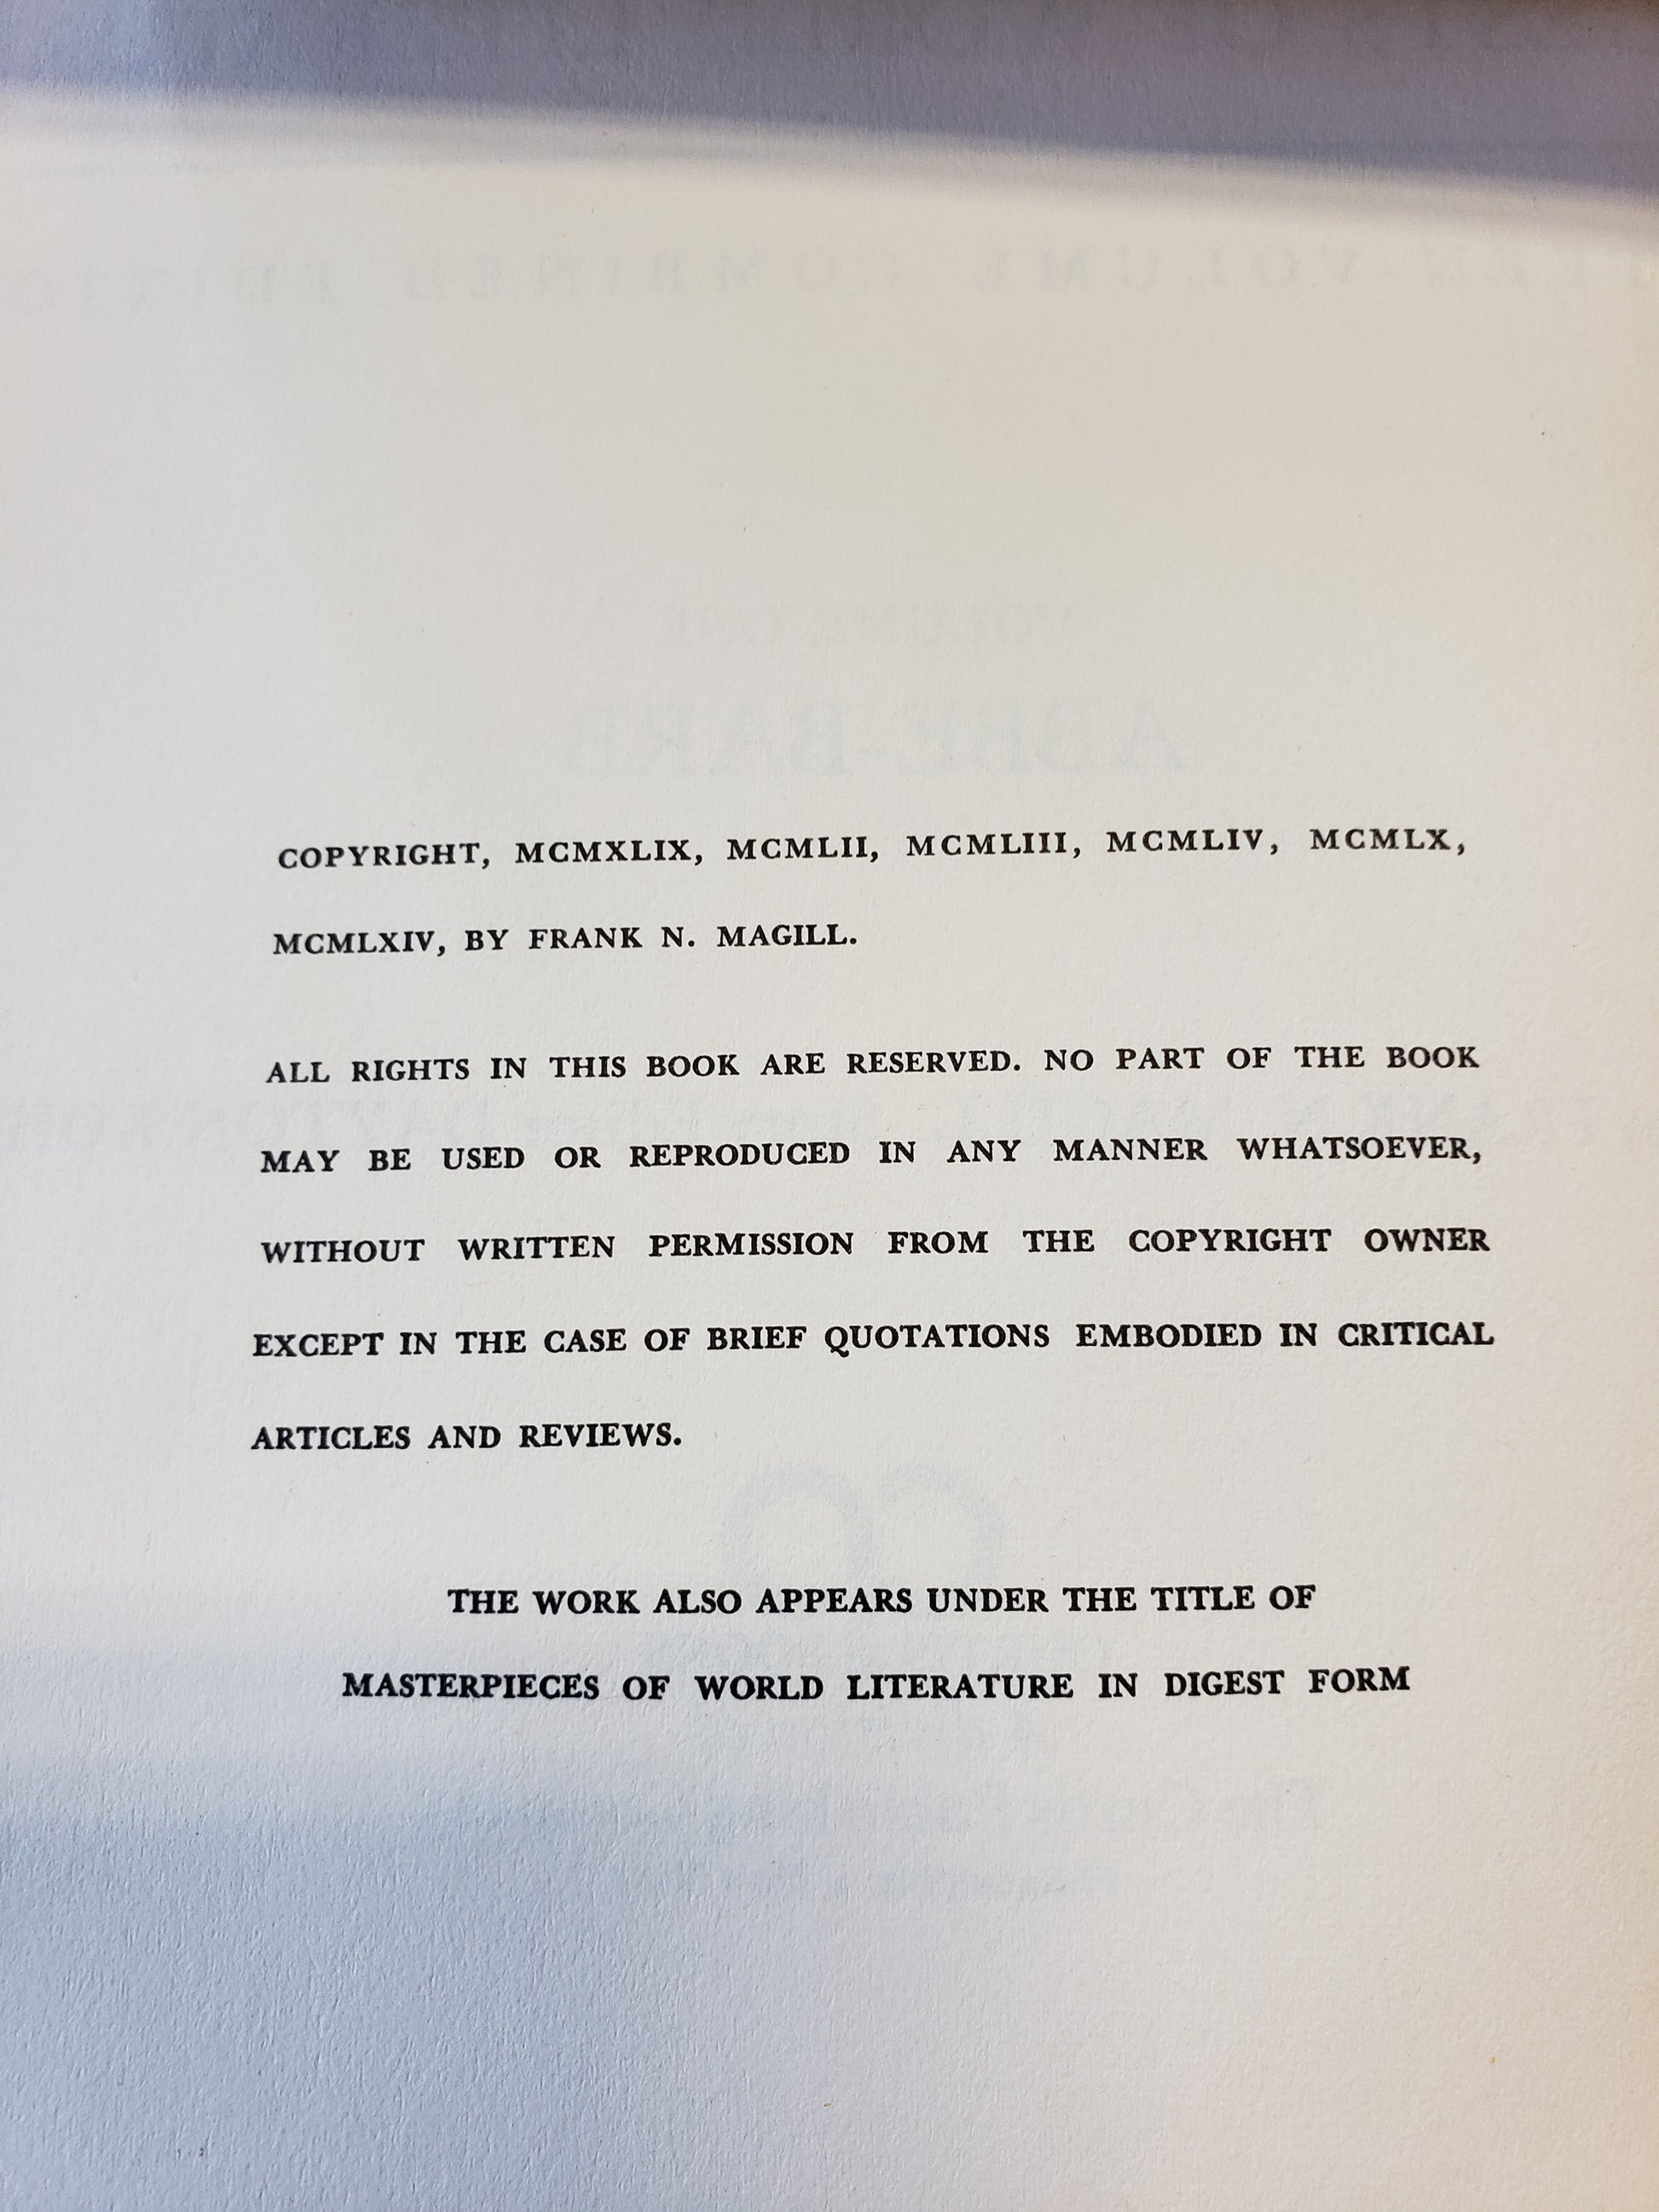 COPYRIGHT, MCMXLIX, MCMLII, MCMLIII, MCMLIV, MCMLX,
MCMLXIV, BY FRANK N. MAGILL.
ALL RIGHTS IN THIS BOOK ARE RESERVED. NO PART OF THE BOOK
MAY BE USED OR REPRODUCED IN ANY MANNER WHATSOEVER,
WITHOUT WRITTEN PERMISSION FROM THE COPYRIGHT OWNER
EXCEPT IN THE CASE OF BRIEF QUOTATIONS EMBODIED IN CRITICAL
ARTICLES AND REVIEWS.
THE WORK ALSO APPEARS UNDER THE TITLE OF
MASTERPIECES OF WORLD LITERATURE IN DIGEST FORM